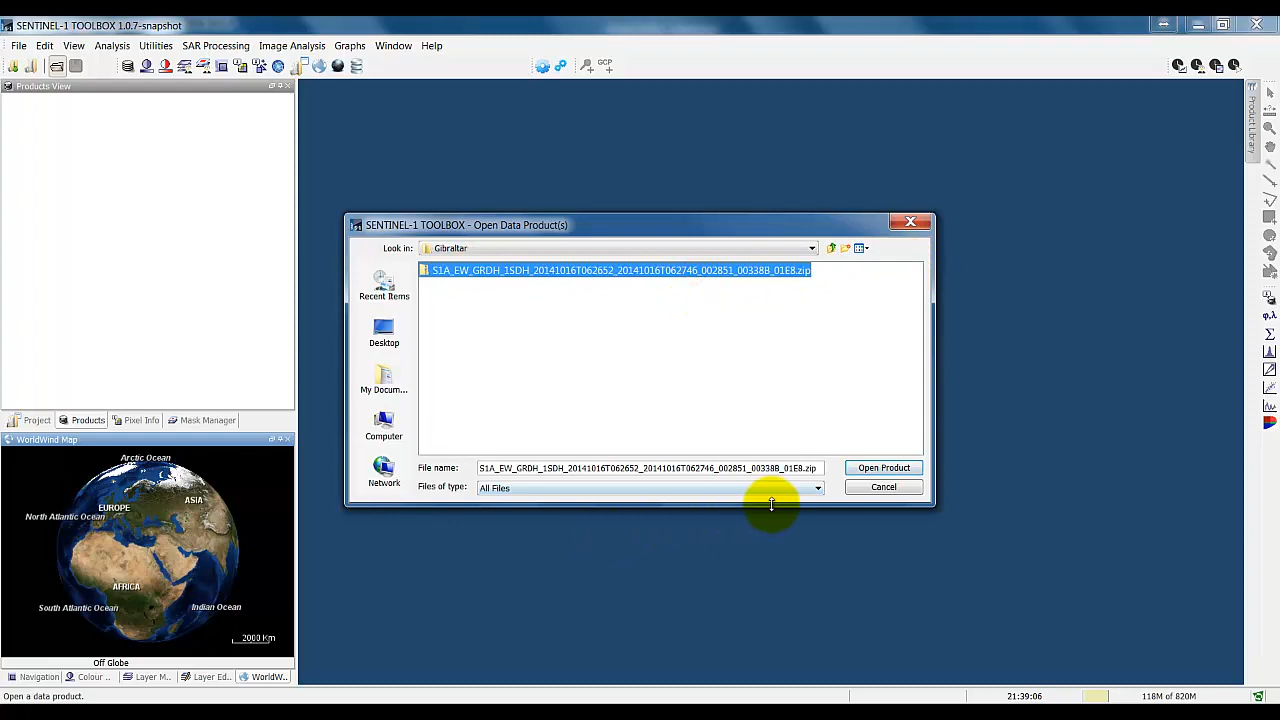 SENTINEL-1 TOOLBOX 1.0.7-snapshot
File Edit View Analysis Utilities SAR Processing Image Analysis Graphs Window Help
GCP
Products View
Product Library
SENTINEL-1 TOOLBOX - Open Data Product(s)
Look in: Gibraltar
S1A_EW_GRDH_1SDH_20141016T062652_20141016T062746_002851_00338B_01E8.zip
Recent Items
Desktop
My Docum...
Computer
Network
File name: S1A_EW_GRDH_1SDH_20141016T062652_20141016T062746_002851_00338B_01E8.zip Open Product
Files of type: All Files Cancel
Project Products Pixel Info Mask Manager
WorldWind Map
Arctic Ocean
ASIA
EUROPE
North Atlantic Ocean
AFRICA
South Atlantic Ocean Indian Ocean
2000 Km
Off Globe
Navigation Colour ... Layer M... Layer Ed... WorldW...
Open a data product. 21:39:06 118M of 820M
φ,λ
Σ